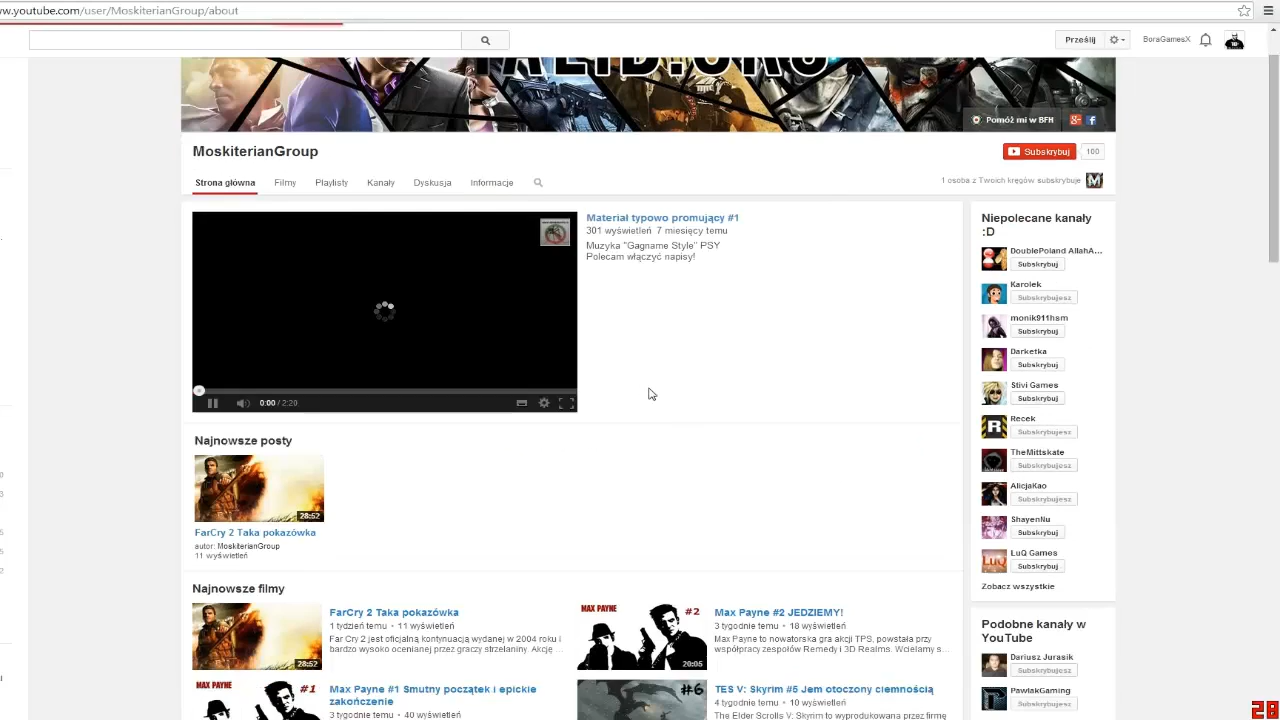 ww.youtube.com/user/MoskiterianGroup/about
Prześlij
BoraGamesX
TALID.ORG
Pomóż mi w BFH
MoskiterianGroup
Subskrybuj
100
Strona główna
Filmy
Playlisty
Kanały
Dyskusja
Informacje
1 osoba z Twoich kręgów subskrybuje
Materiał typowo promujący #1
301 wyświetleń 7 miesięcy temu
Muzyka "Gagname Style" PSY
Polecam włączyć napisy!
0:00 / 2:20
Najnowsze posty
28:52
FarCry 2 Taka pokazówka
autor: MoskiterianGroup
11 wyświetleń
Najnowsze filmy
28:52
FarCry 2 Taka pokazówka
1 tydzień temu • 11 wyświetleń
Far Cry 2 jest oficjalną kontynuacją wydanej w 2004 roku i
bardzo wysoko ocenianej przez graczy strzelaniny. Akcję ...
MAX PAYNE
#2
20:05
Max Payne #2 JEDZIEMY!
3 tygodnie temu • 18 wyświetleń
Max Payne to nowatorska gra akcji TPS, powstała przy
współpracy zespołów Remedy i 3D Realms. Wcielamy s...
MAX PAYNE
#1
Max Payne #1 Smutny początek i epickie
zakończenie
3 tygodnie temu • 40 wyświetleń
#6
TES V: Skyrim #5 Jem otoczony ciemnością
4 tygodnie temu • 10 wyświetleń
The Elder Scrolls V: Skyrim to wyprodukowana przez firmę
Niepolecane kanały
:D
DoublePoland AllahA...
Subskrybuj
Karolek
Subskrybujesz
monik911hsm
Subskrybuj
Darketka
Subskrybuj
Stivi Games
Subskrybuj
Recek
Subskrybujesz
TheMittskate
Subskrybujesz
AlicjaKao
Subskrybujesz
ShayenNu
Subskrybuj
LuQ Games
Subskrybuj
Zobacz wszystkie
Podobne kanały w
YouTube
Dariusz Jurasik
Subskrybujesz
PawlakGaming
Subskrybujesz
28